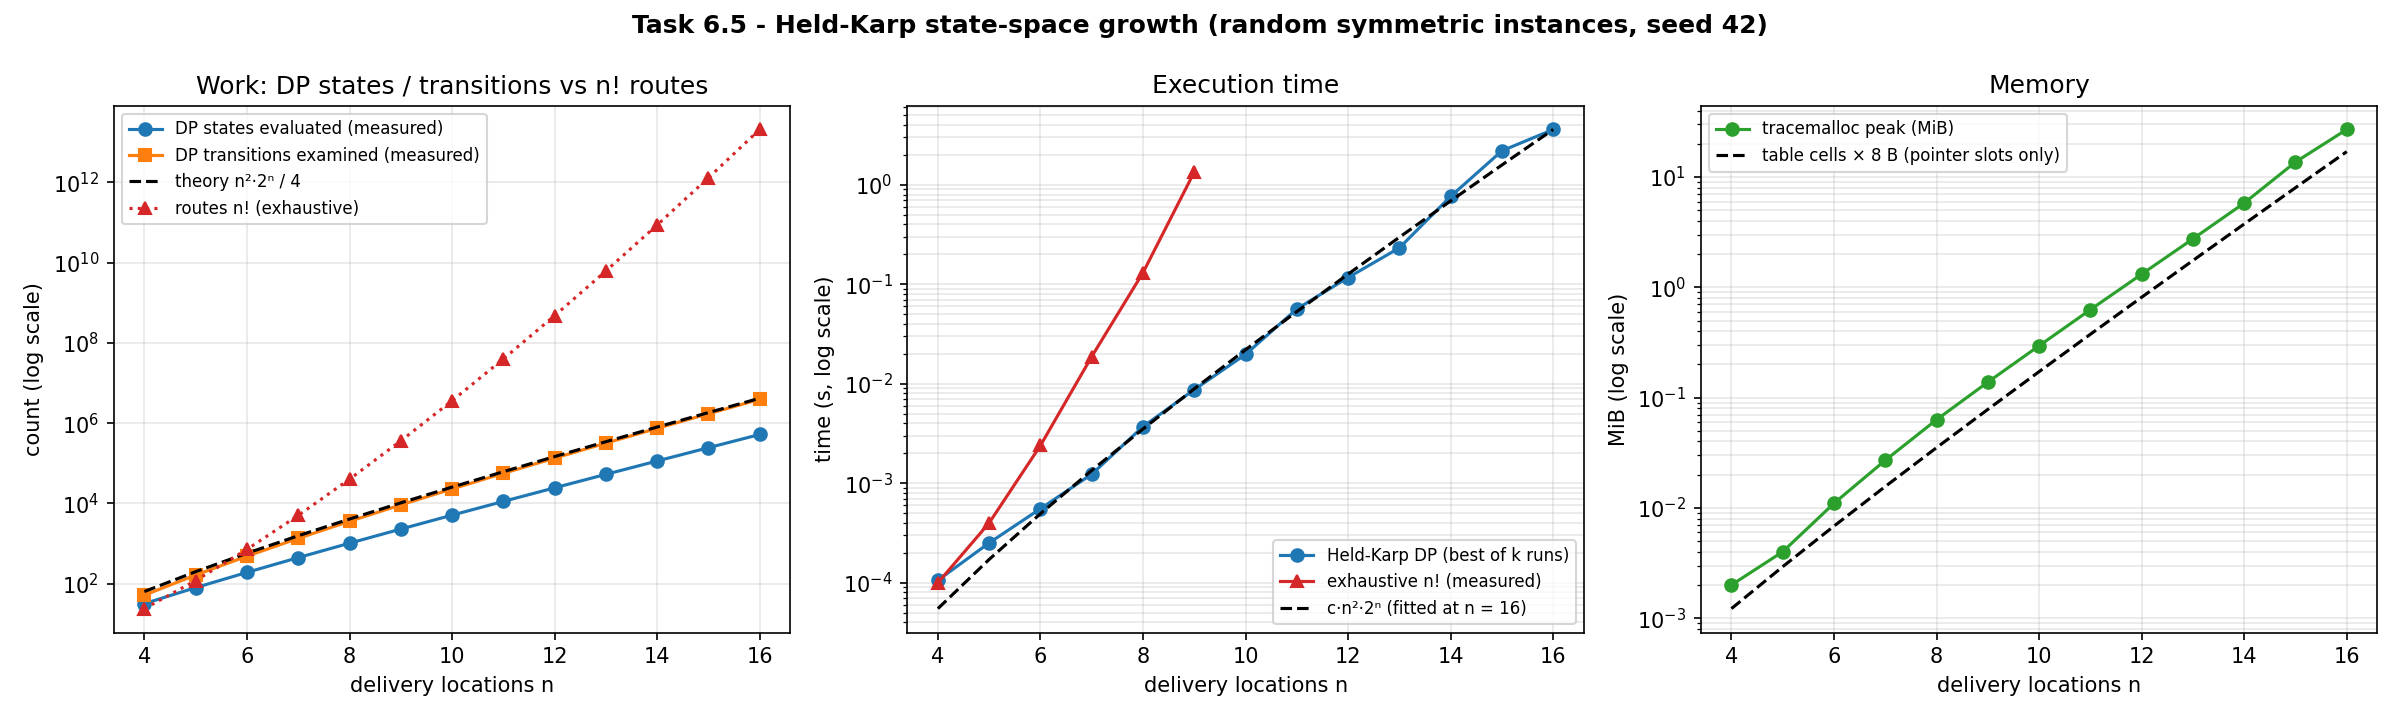 Task 6.5 - Held-Karp state-space growth (random symmetric instances, seed 42)
Work: DP states / transitions vs n! routes
DP states evaluated (measured)
DP transitions examined (measured)
theory n²·2ⁿ / 4
routes n! (exhaustive)
count (log scale)
10¹²
10¹⁰
10⁸
10⁶
10⁴
10²
4 6 8 10 12 14 16
delivery locations n
Execution time
time (s, log scale)
10⁰
10⁻¹
10⁻²
10⁻³
10⁻⁴
Held-Karp DP (best of k runs)
exhaustive n! (measured)
c·n²·2ⁿ (fitted at n = 16)
4 6 8 10 12 14 16
delivery locations n
Memory
tracemalloc peak (MiB)
table cells × 8 B (pointer slots only)
MiB (log scale)
10¹
10⁰
10⁻¹
10⁻²
10⁻³
4 6 8 10 12 14 16
delivery locations n